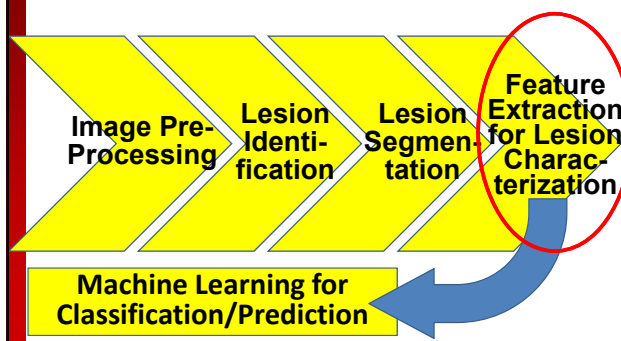 Image Pre-
Processing
Lesion
Identi-
fication
Lesion
Segmen-
tation
Feature
Extraction
for Lesion
Charac-
terization
Machine Learning for
Classification/Prediction